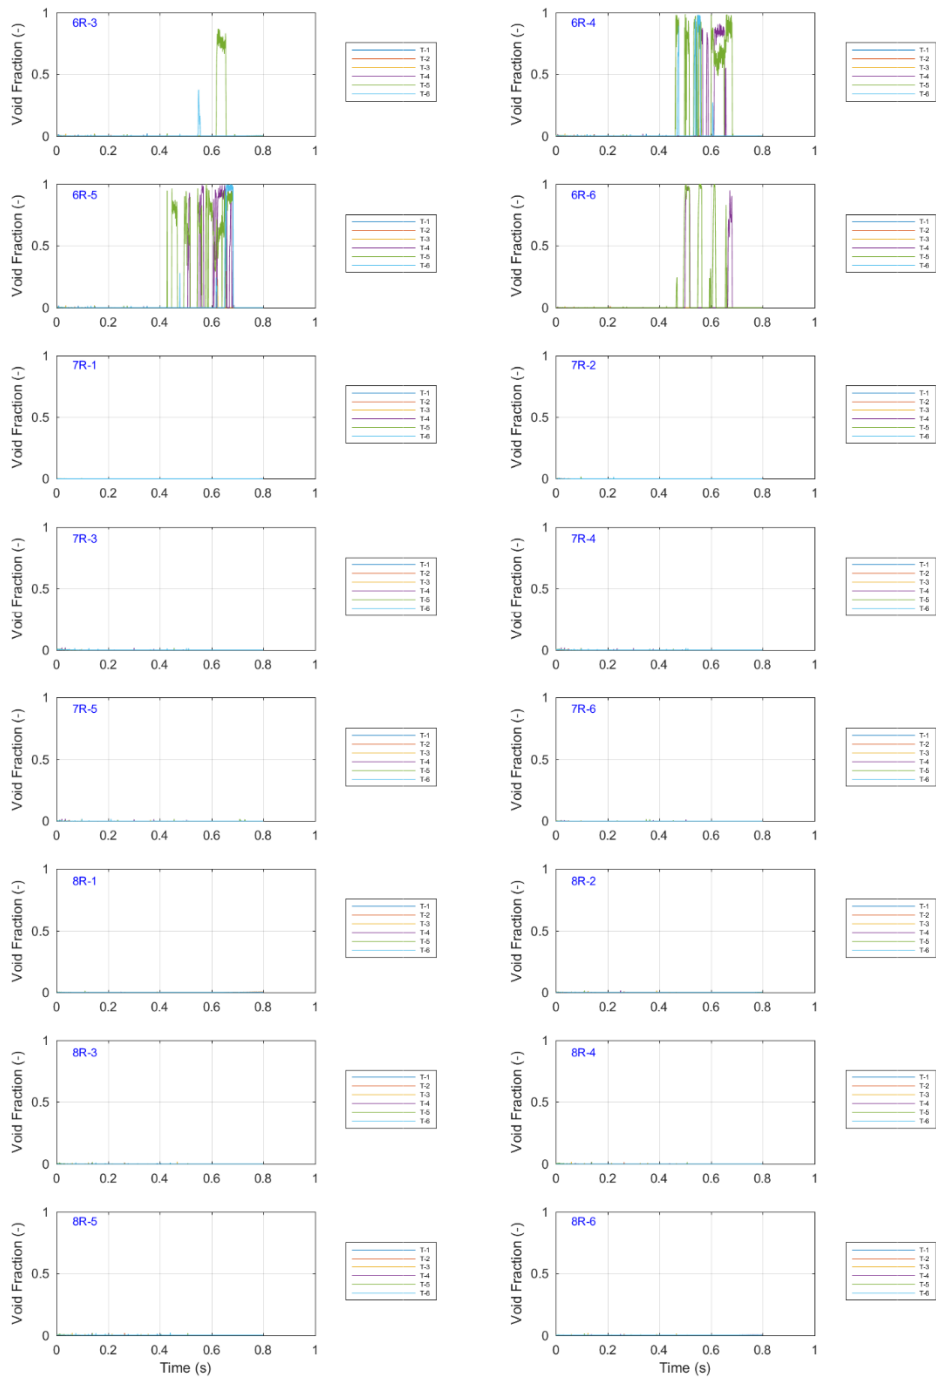 6R-3
Void Fraction (-)
1
0.5
0
0 0.2 0.4 0.6 0.8 1
T-1
T-2
T-3
T-4
T-5
T-6
6R-4
Void Fraction (-)
1
0.5
0
0 0.2 0.4 0.6 0.8 1
T-1
T-2
T-3
T-4
T-5
T-6
6R-5
Void Fraction (-)
1
0.5
0
0 0.2 0.4 0.6 0.8 1
T-1
T-2
T-3
T-4
T-5
T-6
6R-6
Void Fraction (-)
1
0.5
0
0 0.2 0.4 0.6 0.8 1
T-1
T-2
T-3
T-4
T-5
T-6
7R-1
Void Fraction (-)
1
0.5
0
0 0.2 0.4 0.6 0.8 1
T-1
T-2
T-3
T-4
T-5
T-6
7R-2
Void Fraction (-)
1
0.5
0
0 0.2 0.4 0.6 0.8 1
T-1
T-2
T-3
T-4
T-5
T-6
7R-3
Void Fraction (-)
1
0.5
0
0 0.2 0.4 0.6 0.8 1
T-1
T-2
T-3
T-4
T-5
T-6
7R-4
Void Fraction (-)
1
0.5
0
0 0.2 0.4 0.6 0.8 1
T-1
T-2
T-3
T-4
T-5
T-6
7R-5
Void Fraction (-)
1
0.5
0
0 0.2 0.4 0.6 0.8 1
T-1
T-2
T-3
T-4
T-5
T-6
7R-6
Void Fraction (-)
1
0.5
0
0 0.2 0.4 0.6 0.8 1
T-1
T-2
T-3
T-4
T-5
T-6
8R-1
Void Fraction (-)
1
0.5
0
0 0.2 0.4 0.6 0.8 1
T-1
T-2
T-3
T-4
T-5
T-6
8R-2
Void Fraction (-)
1
0.5
0
0 0.2 0.4 0.6 0.8 1
T-1
T-2
T-3
T-4
T-5
T-6
8R-3
Void Fraction (-)
1
0.5
0
0 0.2 0.4 0.6 0.8 1
T-1
T-2
T-3
T-4
T-5
T-6
8R-4
Void Fraction (-)
1
0.5
0
0 0.2 0.4 0.6 0.8 1
T-1
T-2
T-3
T-4
T-5
T-6
8R-5
Void Fraction (-)
1
0.5
0
0 0.2 0.4 0.6 0.8 1
Time (s)
T-1
T-2
T-3
T-4
T-5
T-6
8R-6
Void Fraction (-)
1
0.5
0
0 0.2 0.4 0.6 0.8 1
Time (s)
T-1
T-2
T-3
T-4
T-5
T-6